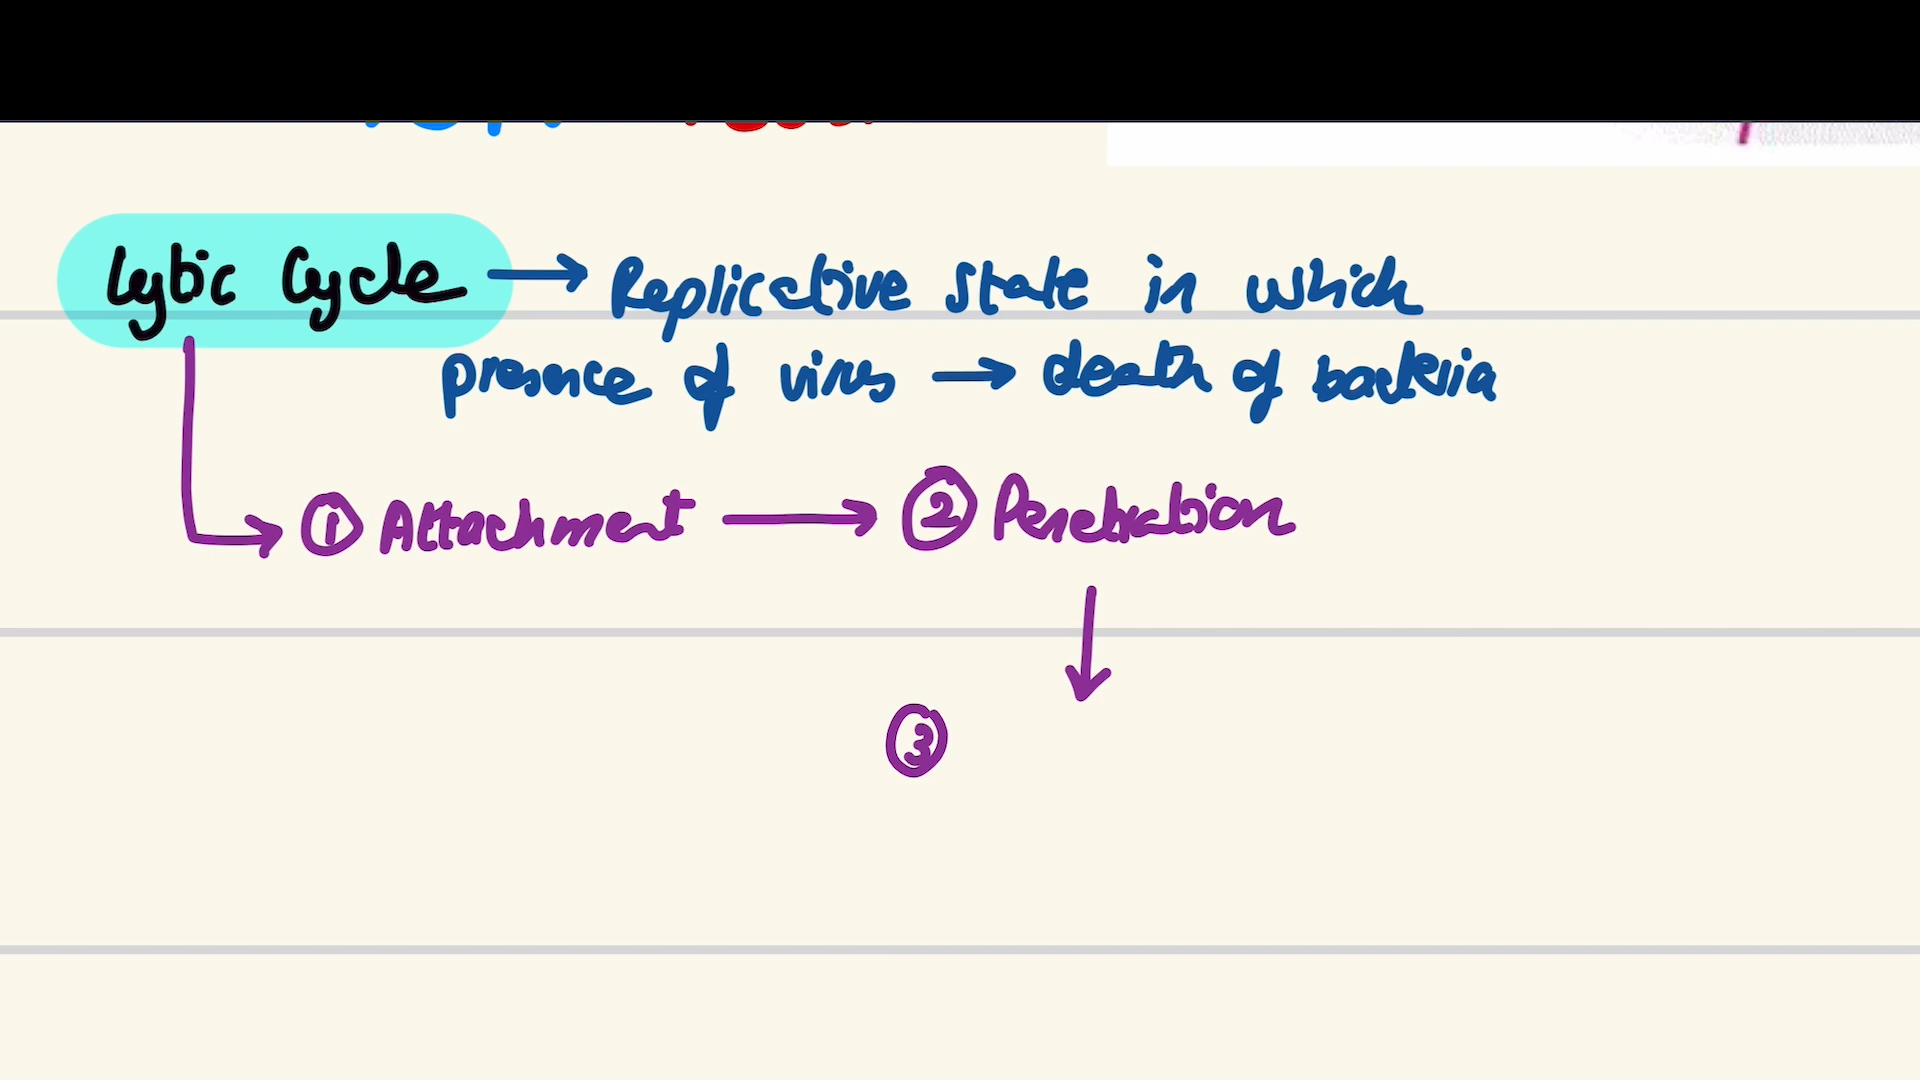 Lytic Cycle → Replicative state in which
presence of virus → death of bacteria
① Attachment → ② Penetration
③